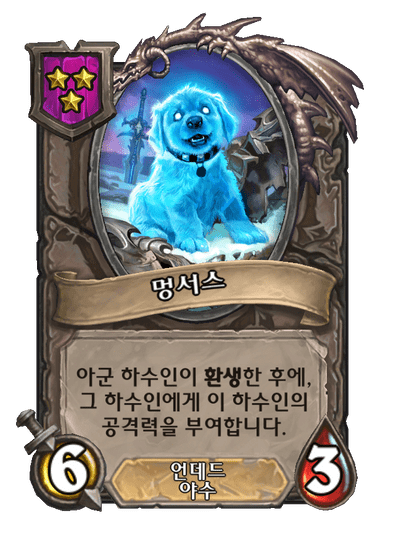 멍서스
아군 하수인이 환생한 후에,
그 하수인에게 이 하수인의
공격력을 부여합니다.
6
언데드
야수
3